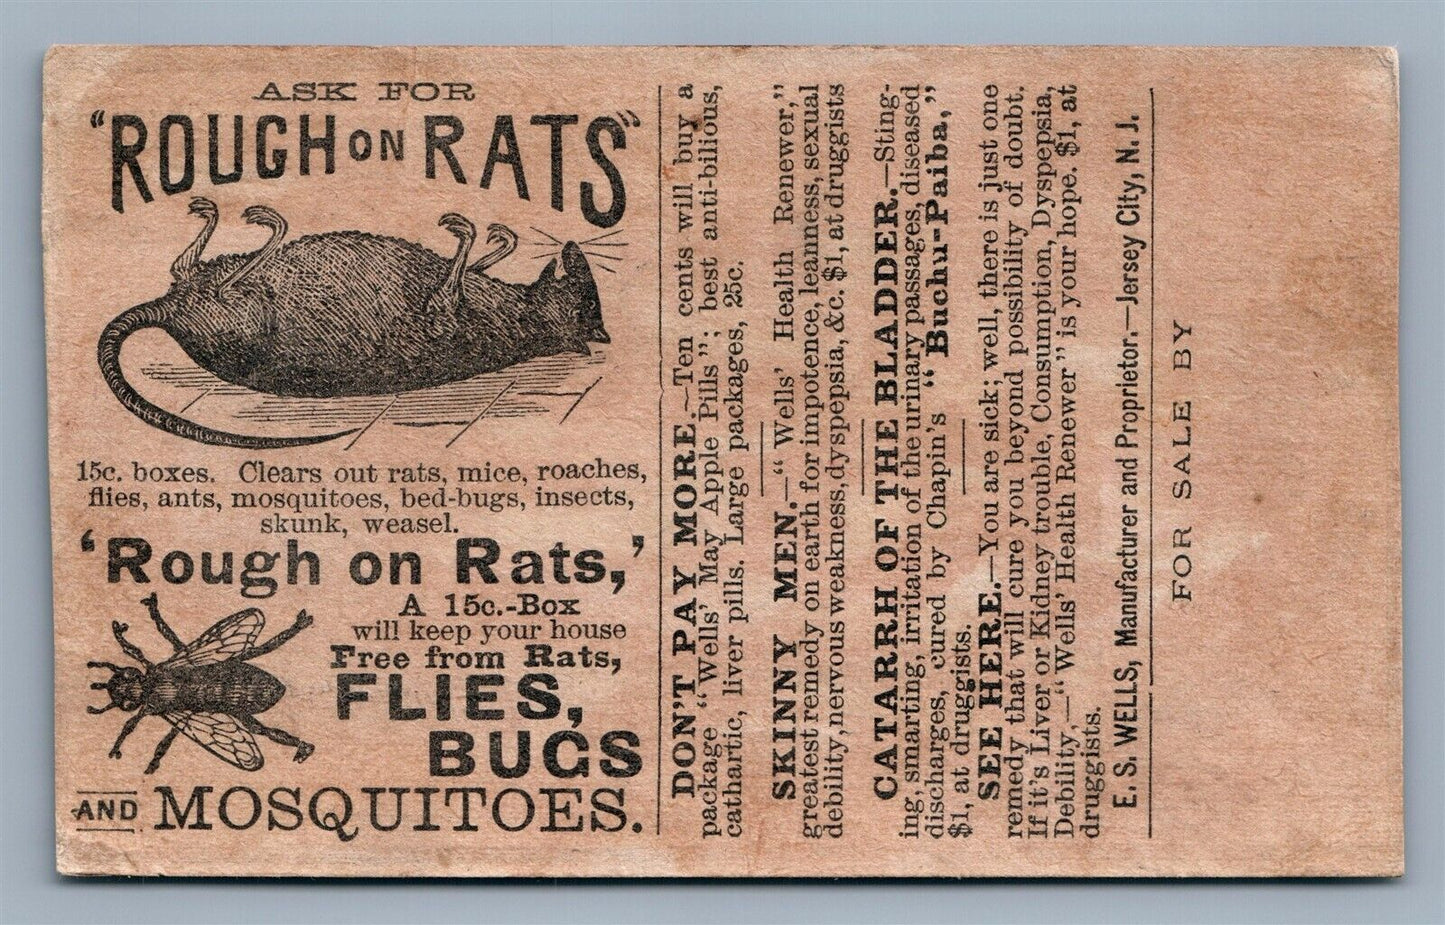 ASK FOR
"ROUGH ON RATS"
15c. boxes. Clears out rats, mice, roaches,
flies, ants, mosquitoes, bed-bugs, insects,
skunk, weasel.
'Rough on Rats,'
A 15c.-Box
will keep your house
Free from Rats,
FLIES,
BUGS
AND MOSQUITOES.
DON'T PAY MORE.—Ten cents will buy a
package "Wells' May Apple Pills"; best anti-bilious,
cathartic, liver pills. Large packages, 25c.
SKINNY MEN.—"Wells' Health Renewer,"
greatest remedy on earth for impotence, leanness, sexual
debility, nervous weakness, dyspepsia, &c. $1, at druggists
CATARRH OF THE BLADDER.—Sting-
ing, smarting, irritation of the urinary passages, diseased
discharges, cured by Chapin's "Buchu-Paiba,"
$1, at druggists.
SEE HERE.—You are sick; well, there is just one
remedy that will cure you beyond possibility of doubt.
If it's Liver or Kidney trouble, Consumption, Dyspepsia,
Debility,—"Wells' Health Renewer" is your hope. $1, at
druggists.
E. S. WELLS, Manufacturer and Proprietor.—Jersey City, N. J.
FOR SALE BY